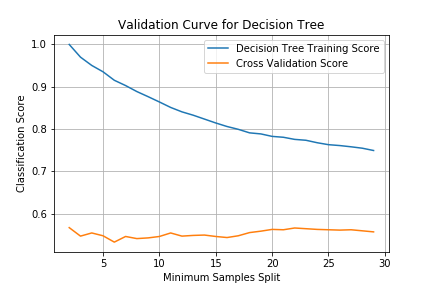 Validation Curve for Decision Tree
Decision Tree Training Score
Cross Validation Score
Classification Score
1.0
0.9
0.8
0.7
0.6
5 10 15 20 25 30
Minimum Samples Split